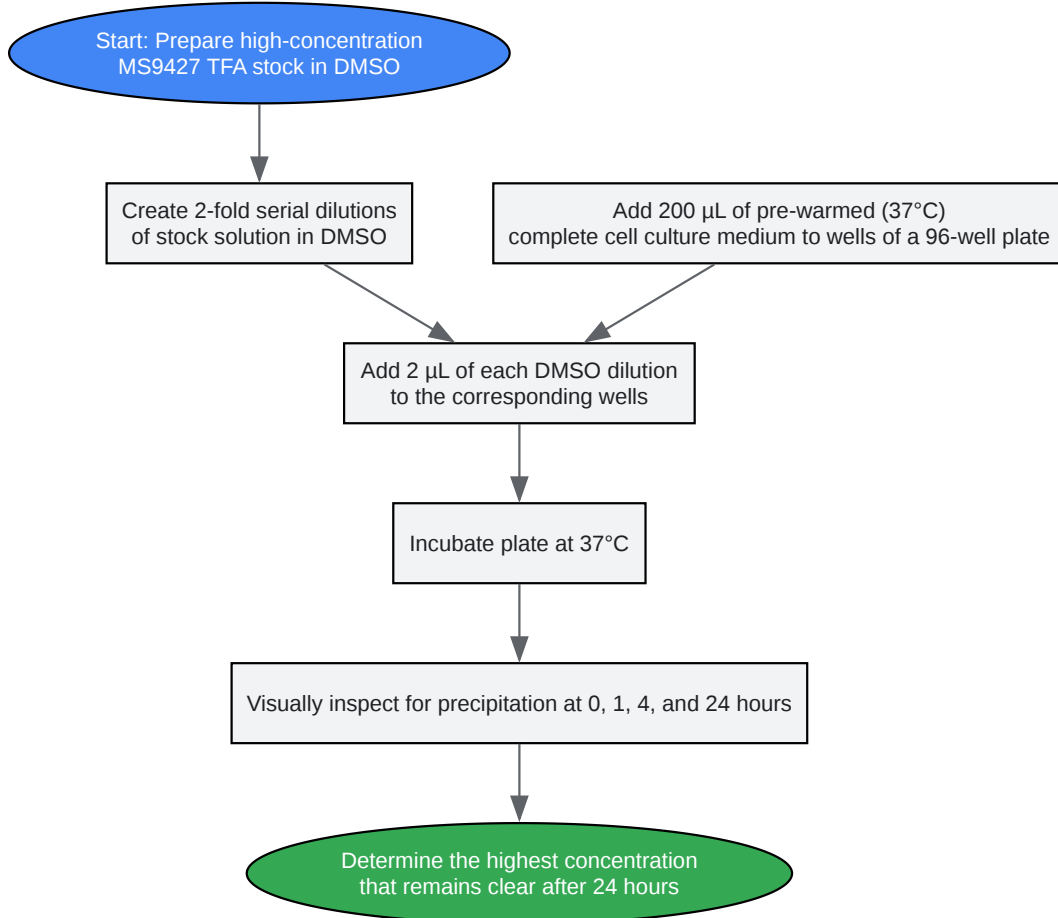 Start: Prepare high-concentration
MS9427 TFA stock in DMSO
Create 2-fold serial dilutions
of stock solution in DMSO
Add 200 µL of pre-warmed (37°C)
complete cell culture medium to wells of a 96-well plate
Add 2 µL of each DMSO dilution
to the corresponding wells
Incubate plate at 37°C
Visually inspect for precipitation at 0, 1, 4, and 24 hours
Determine the highest concentration
that remains clear after 24 hours